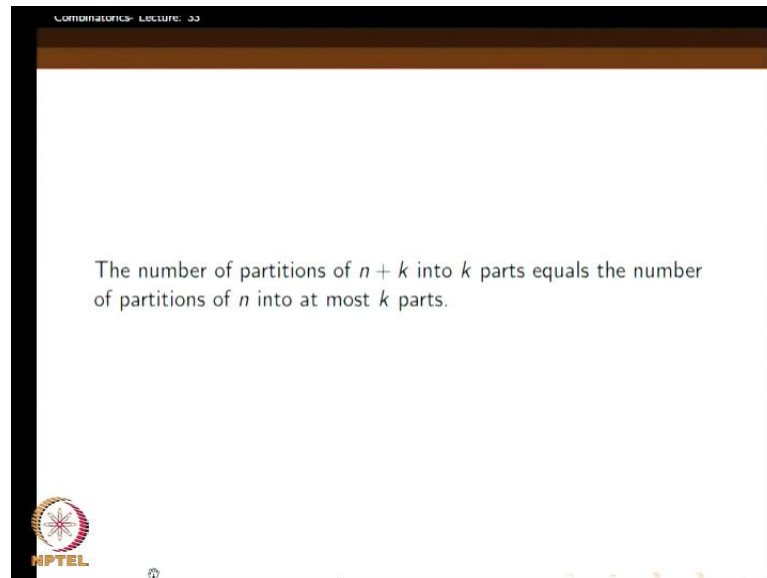 Combinatorics- Lecture: 33
The number of partitions of n + k into k parts equals the number
of partitions of n into at most k parts.
NPTEL